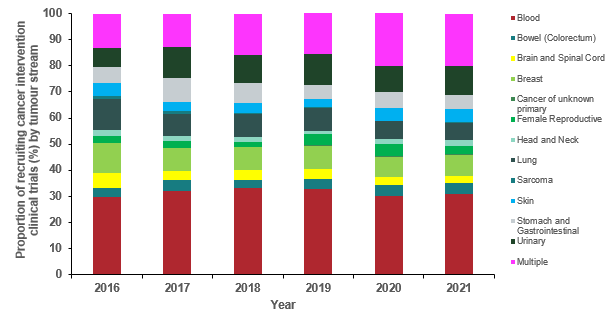 Proportion of recruiting cancer intervention
clinical trials (%) by tumour stream
100
90
80
70
60
50
40
30
20
10
0
2016 2017 2018 2019 2020 2021
Year
Blood
Bowel (Colorectum)
Brain and Spinal Cord
Breast
Cancer of unknown
primary
Female Reproductive
Head and Neck
Lung
Sarcoma
Skin
Stomach and
Gastrointestinal
Urinary
Multiple